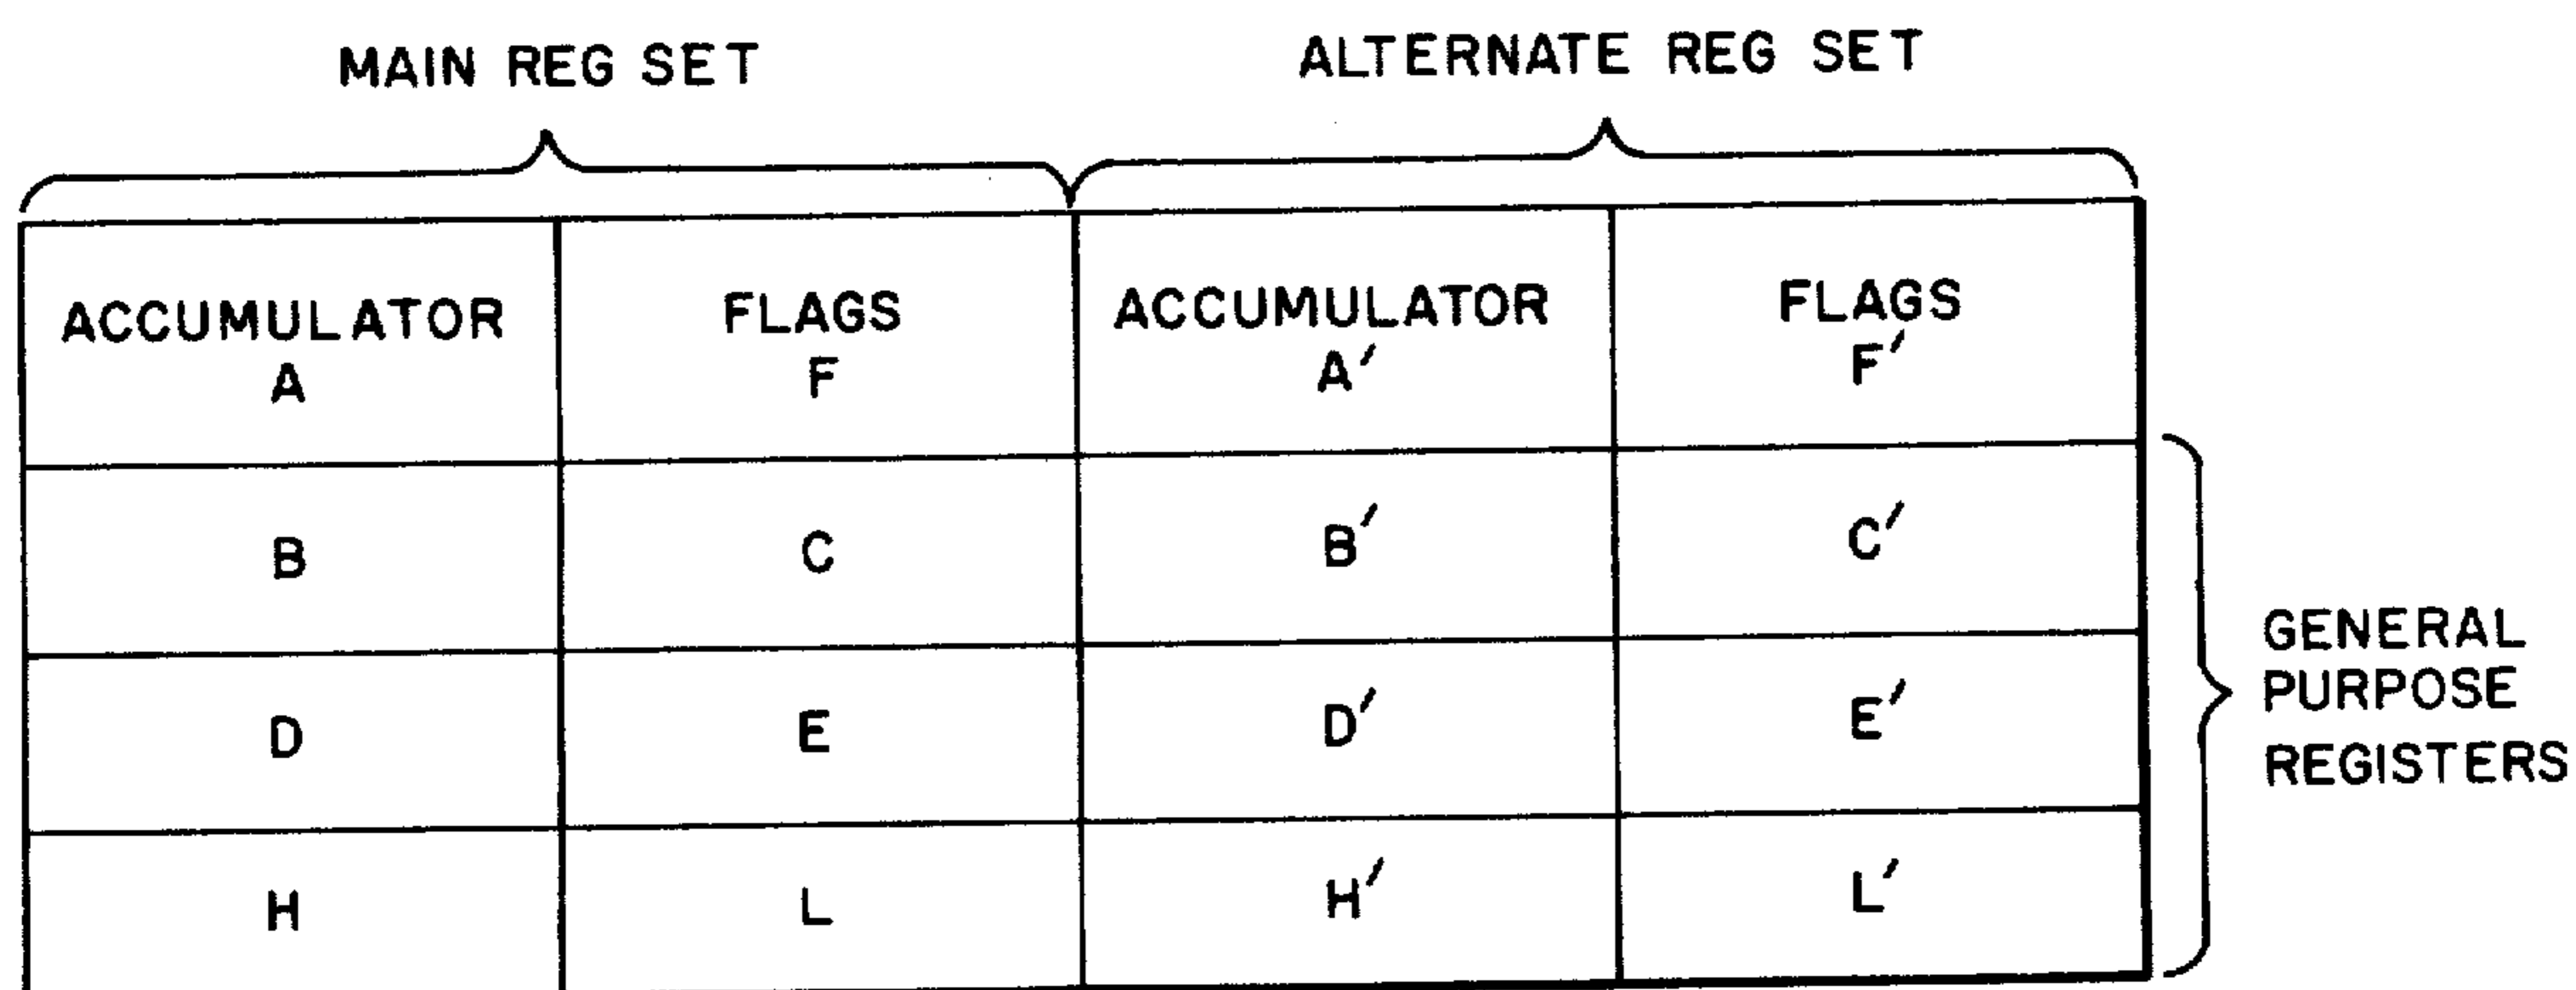 MAIN REG SET
ALTERNATE REG SET
ACCUMULATOR
A
FLAGS
F
ACCUMULATOR
A′
FLAGS
F′
B
C
B′
C′
D
E
D′
E′
H
L
H′
L′
GENERAL
PURPOSE
REGISTERS